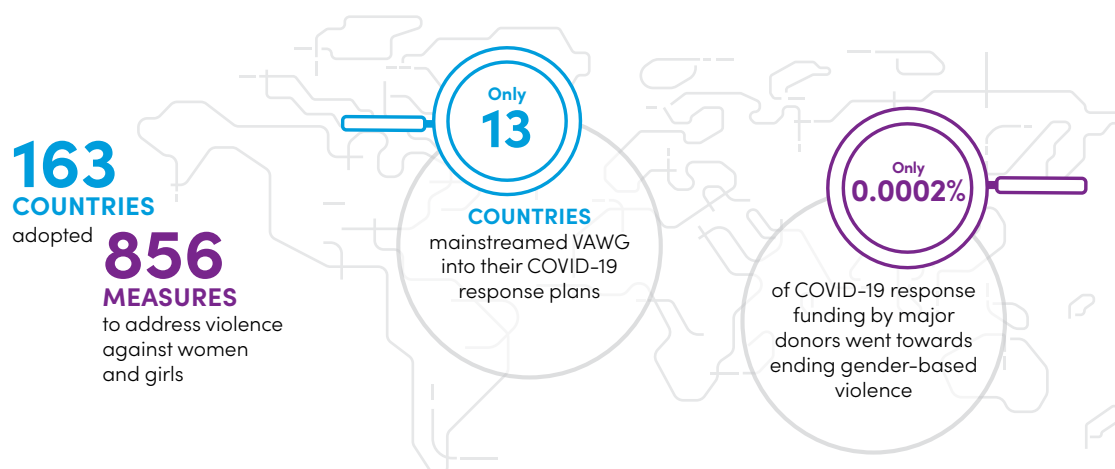 163
COUNTRIES
adopted
856
MEASURES
to address violence
against women
and girls
Only
13
COUNTRIES
mainstreamed VAWG
into their COVID-19
response plans
Only
0.0002%
of COVID-19 response
funding by major
donors went towards
ending gender-based
violence